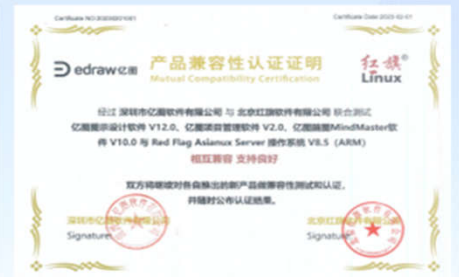 Certificate Date 2023-02-01
edraw亿图
产品兼容性认证证明
红旗
Linux
Mutual Compatibility Certification
经过 深圳市亿图软件有限公司 与 北京红旗软件有限公司 联合测试
亿图图示设计软件 V12.0、亿图项目管理软件 V2.0、亿图脑图MindMaster软
件 V10.0 与 Red Flag Asianux Server 操作系统 V8.5（ARM）
相互兼容 支持良好
双方将继续对各自推出的新产品做兼容性测试和认证，
并随时公布认证结果。
深圳市亿图软件有限公司
北京红旗软件有限公司
Signature
Signature